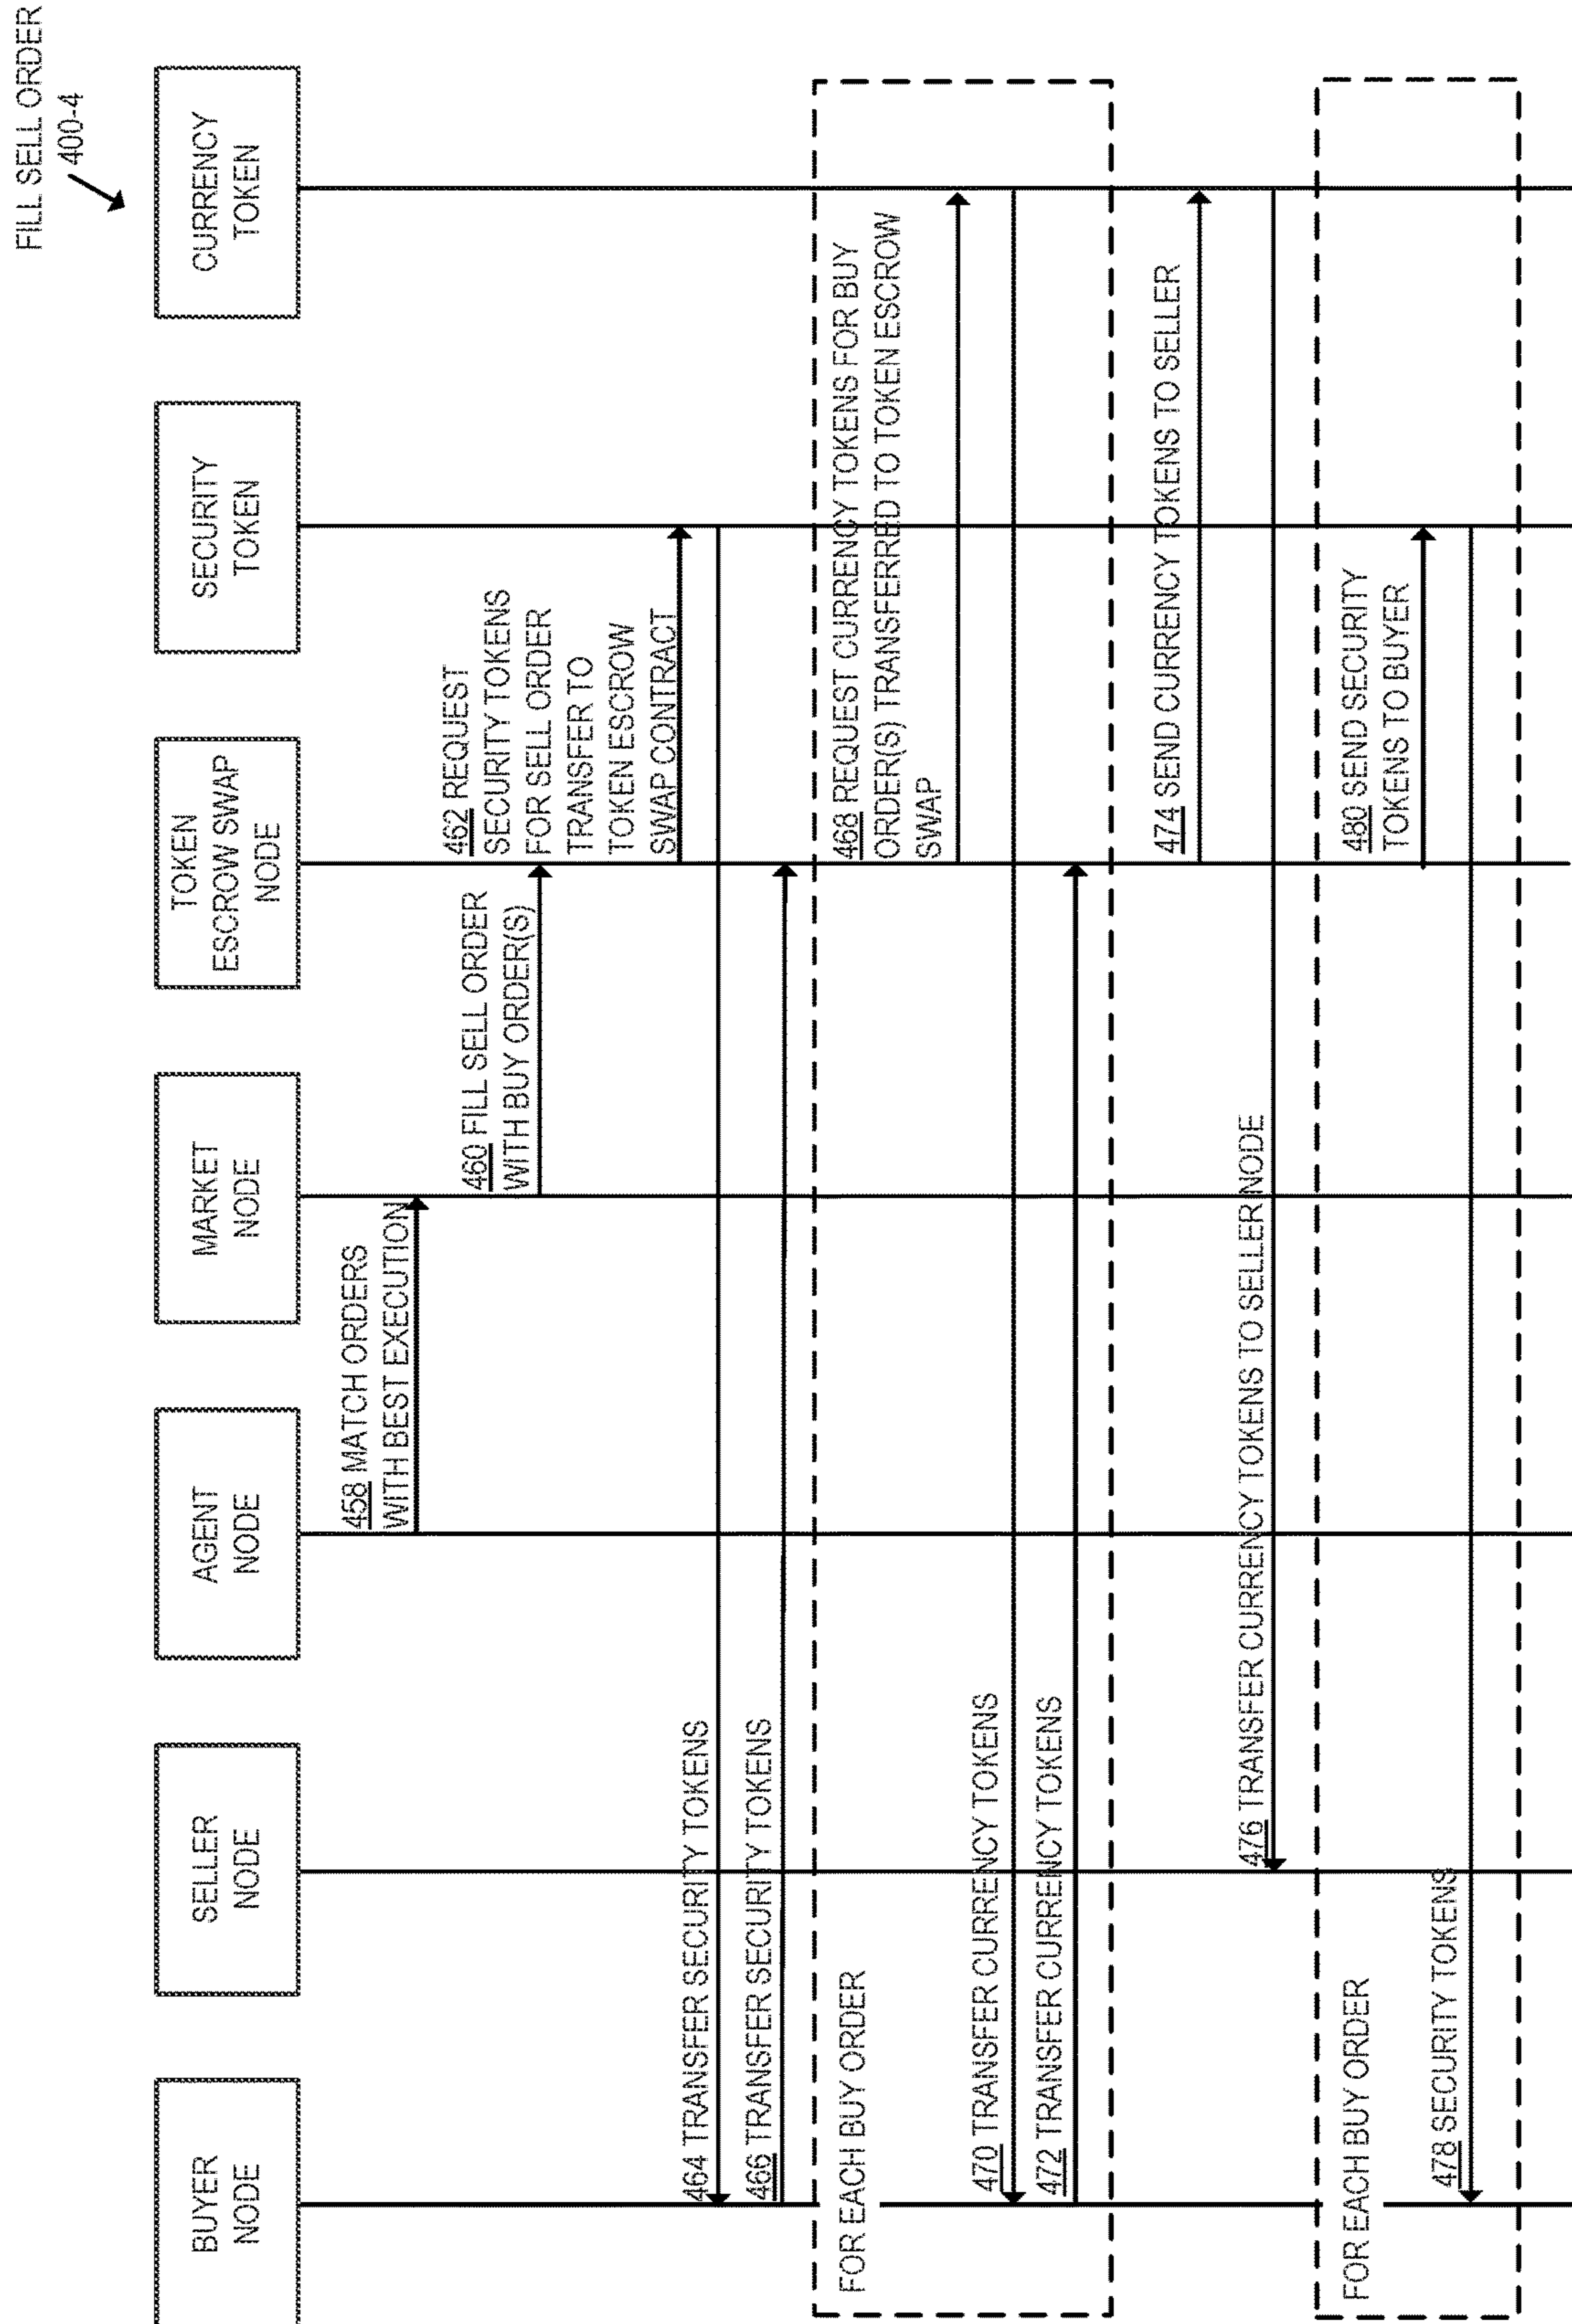 FILL SELL ORDER
400-4
BUYER
NODE
SELLER
NODE
AGENT
NODE
MARKET
NODE
TOKEN
ESCROW SWAP
NODE
SECURITY
TOKEN
CURRENCY
TOKEN
458 MATCH ORDERS
WITH BEST EXECUTION
460 FILL SELL ORDER
WITH BUY ORDER(S)
462 REQUEST
SECURITY TOKENS
FOR SELL ORDER
TRANSFER TO
TOKEN ESCROW
SWAP CONTRACT
464 TRANSFER SECURITY TOKENS
466 TRANSFER SECURITY TOKENS
FOR EACH BUY ORDER
468 REQUEST CURRENCY TOKENS FOR BUY
ORDER(S) TRANSFERRED TO TOKEN ESCROW
SWAP
470 TRANSFER CURRENCY TOKENS
472 TRANSFER CURRENCY TOKENS
474 SEND CURRENCY TOKENS TO SELLER
476 TRANSFER CURRENCY TOKENS TO SELLER NODE
FOR EACH BUY ORDER
480 SEND SECURITY
TOKENS TO BUYER
478 SECURITY TOKENS